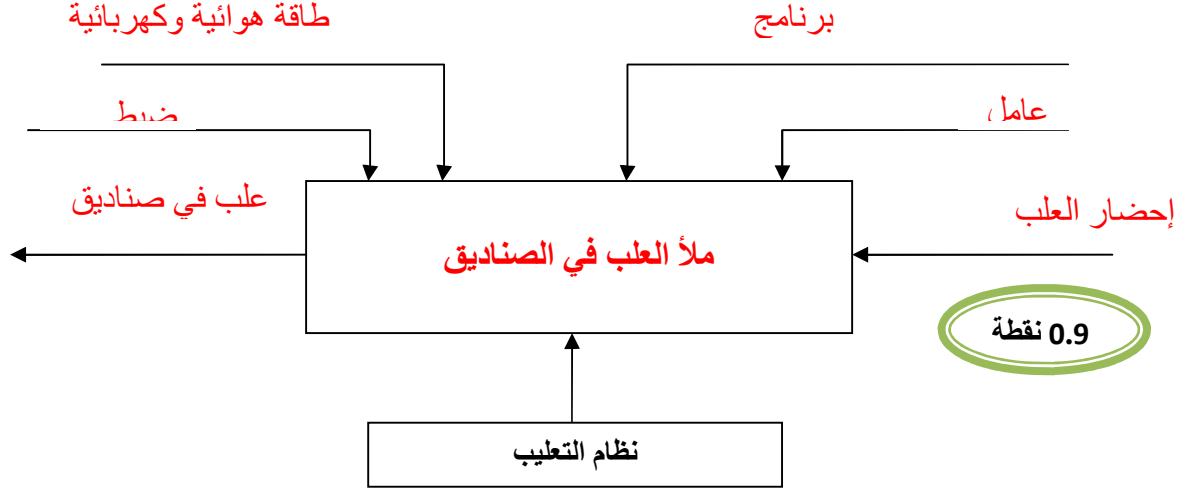 برنامج
طاقة هوائية وكهربائية
عامل
ضبط
إحضار العلب
علب في صناديق
ملأ العلب في الصناديق
0.9 نقطة
نظام التعليب